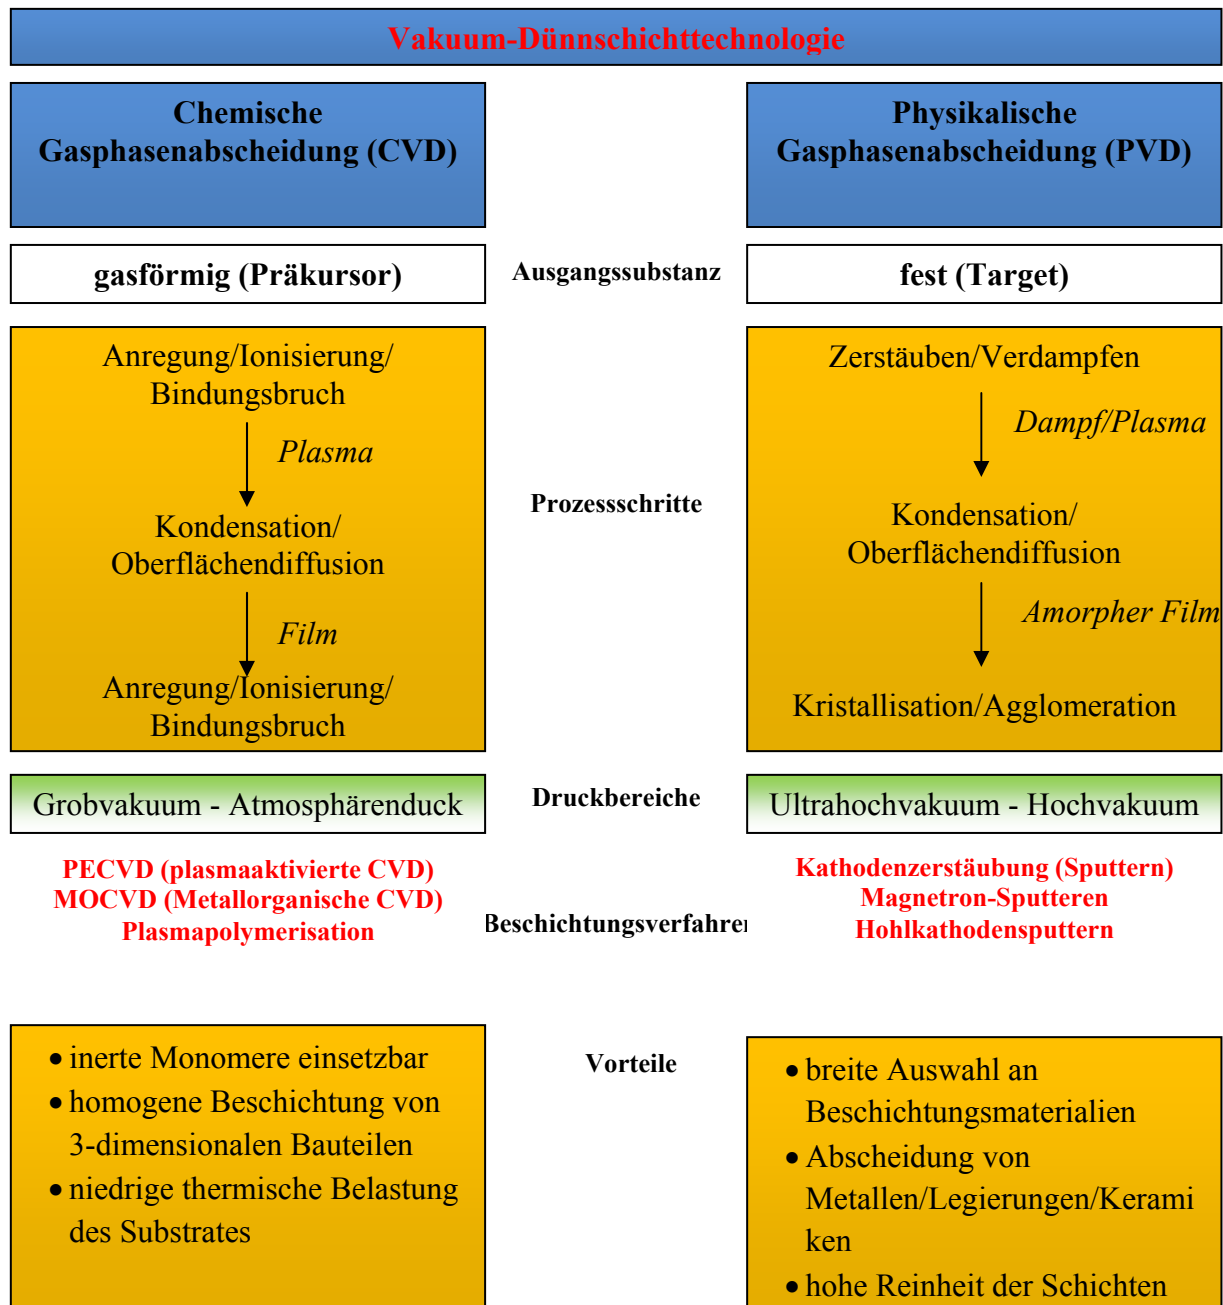 Vakuum-Dünnschichttechnologie
Chemische
Gasphasenabscheidung (CVD)
Physikalische
Gasphasenabscheidung (PVD)
gasförmig (Präkursor)
Ausgangssubstanz
fest (Target)
Anregung/Ionisierung/
Bindungsbruch
Plasma
Kondensation/
Oberflächendiffusion
Film
Anregung/Ionisierung/
Bindungsbruch
Prozessschritte
Zerstäuben/Verdampfen
Dampf/Plasma
Kondensation/
Oberflächendiffusion
Amorpher Film
Kristallisation/Agglomeration
Grobvakuum - Atmosphärenduck
Druckbereiche
Ultrahochvakuum - Hochvakuum
PECVD (plasmaaktivierte CVD)
MOCVD (Metallorganische CVD)
Plasmapolymerisation
Beschichtungsverfahren
Kathodenzerstäubung (Sputtern)
Magnetron-Sputteren
Hohlkathodensputtern
• inerte Monomere einsetzbar
• homogene Beschichtung von
3-dimensionalen Bauteilen
• niedrige thermische Belastung
des Substrates
Vorteile
• breite Auswahl an
Beschichtungsmaterialien
• Abscheidung von
Metallen/Legierungen/Kerami
ken
• hohe Reinheit der Schichten